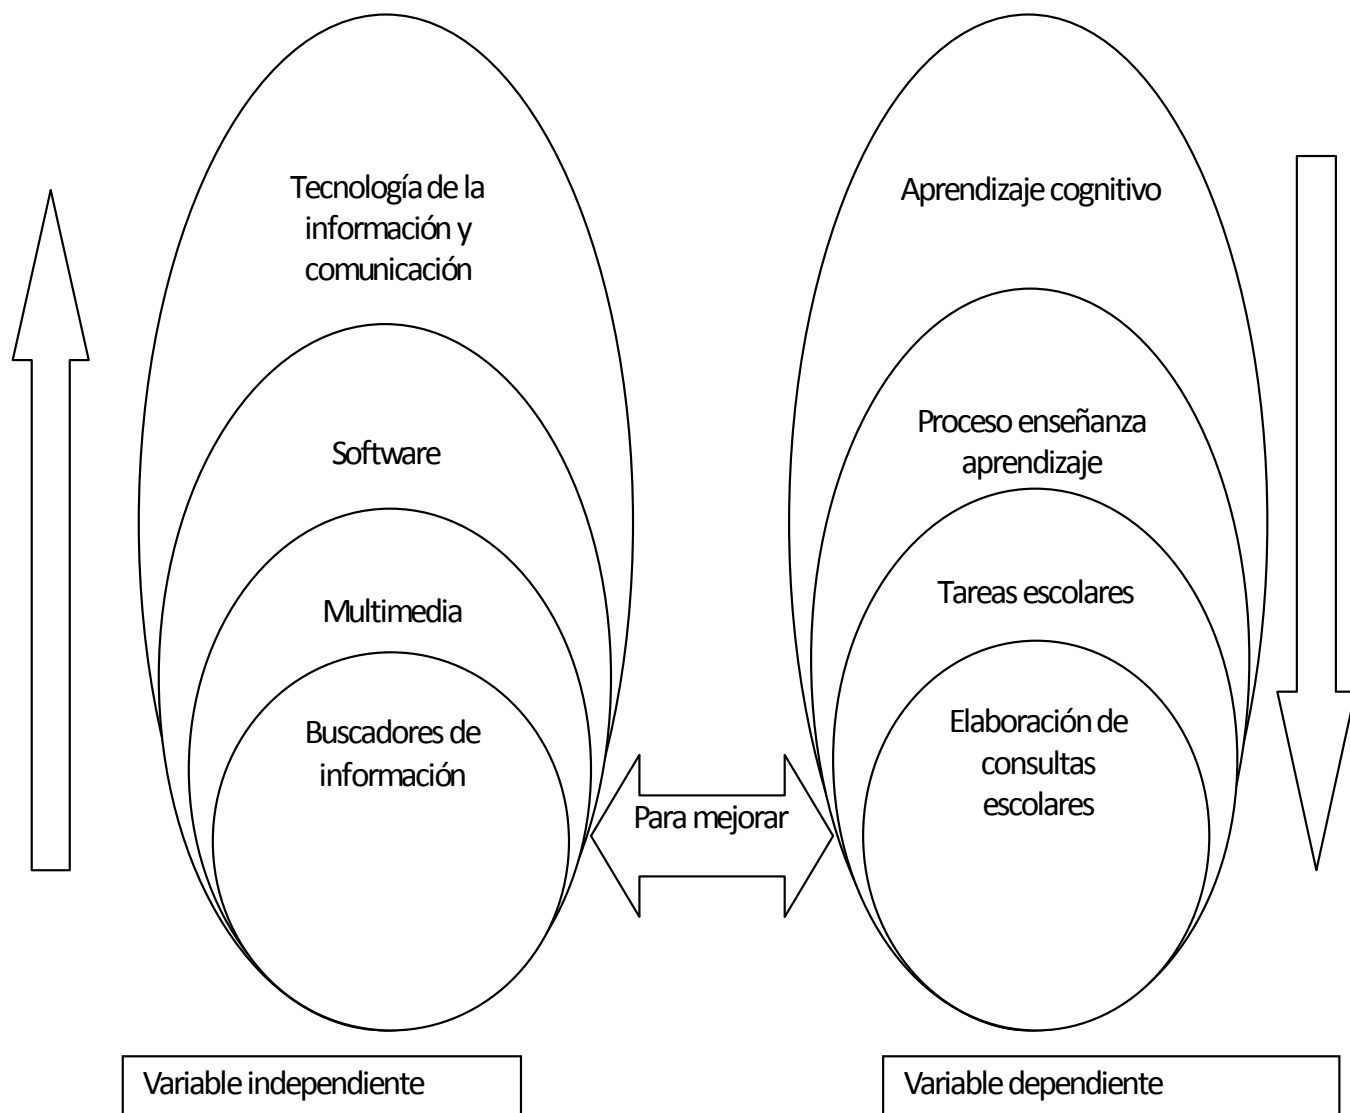 Tecnología de la
información y
comunicación
Software
Multimedia
Buscadores de
información
Para mejorar
Aprendizaje cognitivo
Proceso enseñanza
aprendizaje
Tareas escolares
Elaboración de
consultas
escolares
Variable independiente
Variable dependiente